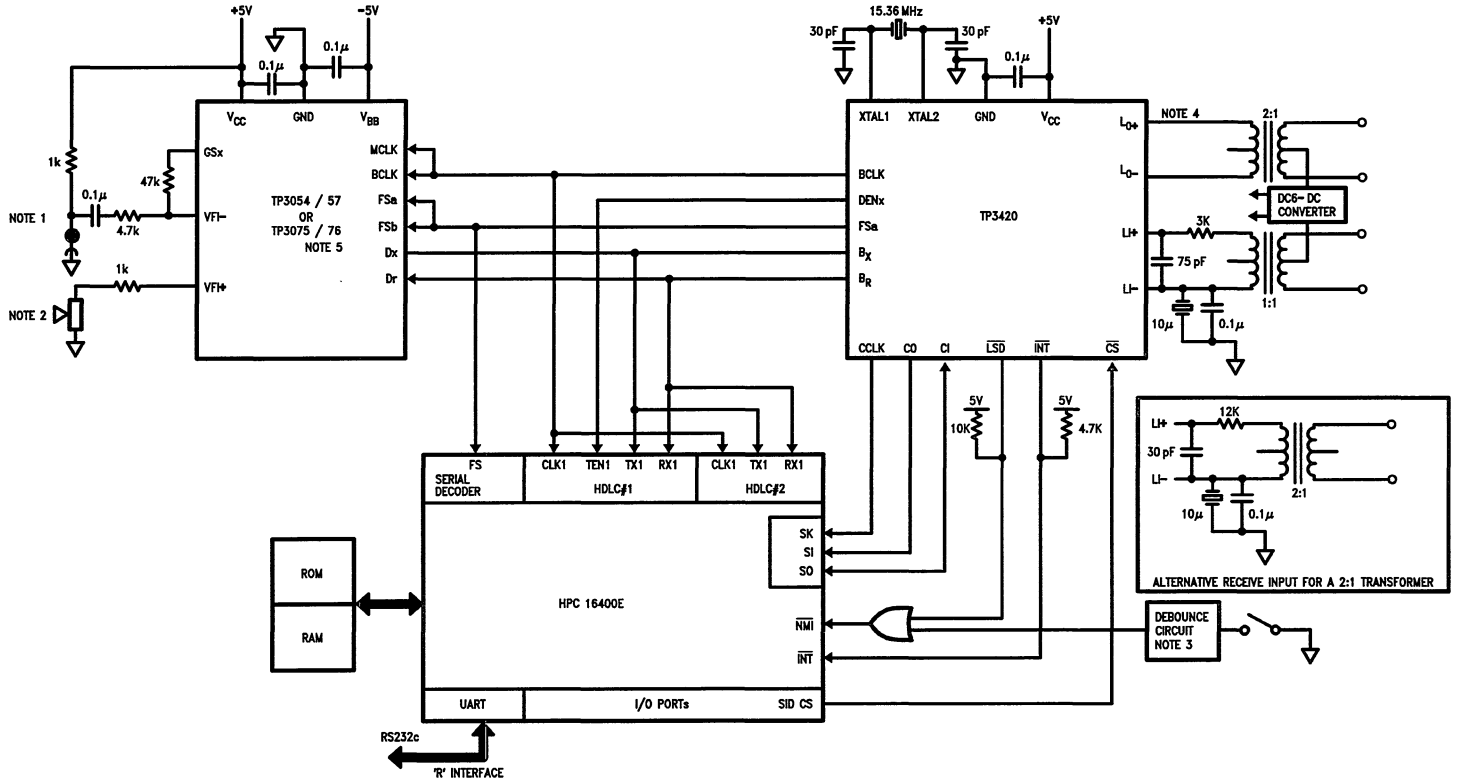 +5V
-5V
0.1μ
0.1μ
VCC
GND
VBB
1k
GSx
47k
0.1μ
NOTE 1
4.7k
VFI-
1k
NOTE 2
VFI+
MCLK
BCLK
FSa
FSb
Dx
Dr
TP3054 / 57
OR
TP3075 / 76
NOTE 5
15.36 MHz
30 pF
30 pF
+5V
0.1μ
XTAL1
XTAL2
GND
VCC
BCLK
DENx
FSa
BX
BR
TP3420
LO+
LO-
LI+
LI-
NOTE 4
2:1
DC6- DC
CONVERTER
3K
75 pF
1:1
10μ
0.1μ
CCLK
CO
CI
LSD
INT
CS
5V
10K
5V
4.7K
FS
SERIAL
DECODER
CLK1
TEN1
TX1
RX1
HDLC#1
CLK1
TX1
RX1
HDLC#2
SK
SI
SO
HPC 16400E
NMI
INT
ROM
RAM
UART
I/O PORTs
SID CS
RS232c
'R' INTERFACE
LI+
12K
30 pF
LI-
10μ
0.1μ
2:1
ALTERNATIVE RECEIVE INPUT FOR A 2:1 TRANSFORMER
DEBOUNCE
CIRCUIT
NOTE 3